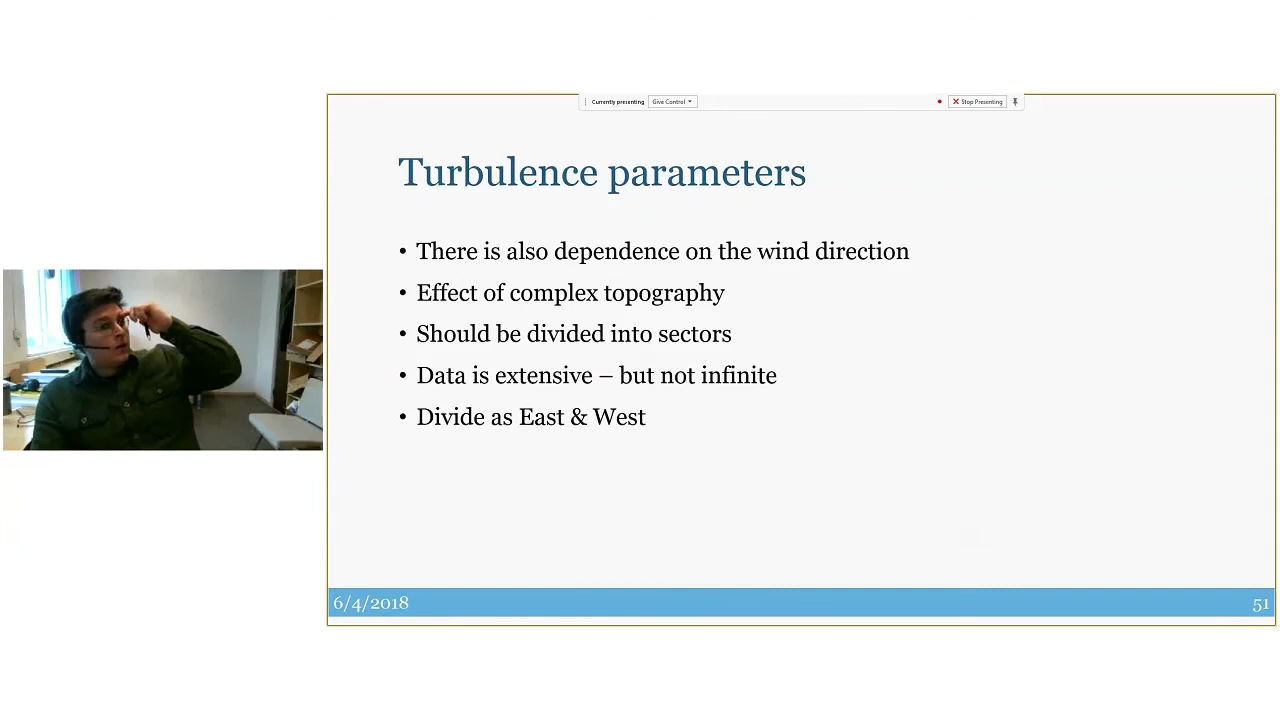 Currently presenting Give Control Stop Presenting
Turbulence parameters
• There is also dependence on the wind direction
• Effect of complex topography
• Should be divided into sectors
• Data is extensive – but not infinite
• Divide as East & West
6/4/2018 51